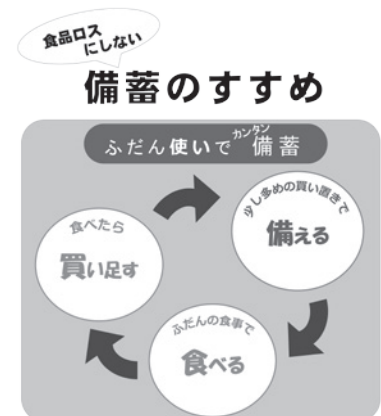 食品ロス
にしない
備蓄のすすめ
カンタン
ふだん使いで備蓄
少し多めの買い置きで
備える
ふだんの食事で
食べる
食べたら
買い足す